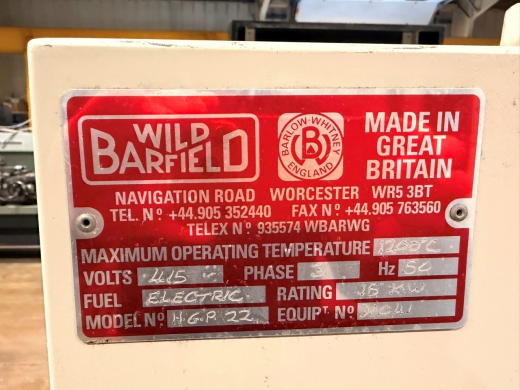 WILD
BARFIELD
BARLOW-WHITNEY
B
ENGLAND
MADE IN
GREAT
BRITAIN
NAVIGATION ROAD WORCESTER WR5 3BT
TEL. Nº +44.905 352440 FAX Nº +44.905 763560
TELEX Nº 935574 WBARWG
MAXIMUM OPERATING TEMPERATURE 1200°C
VOLTS 415 PHASE 3 Hz 50
FUEL ELECTRIC RATING KW
MODEL Nº H.G.P. 22 EQUIPT. Nº